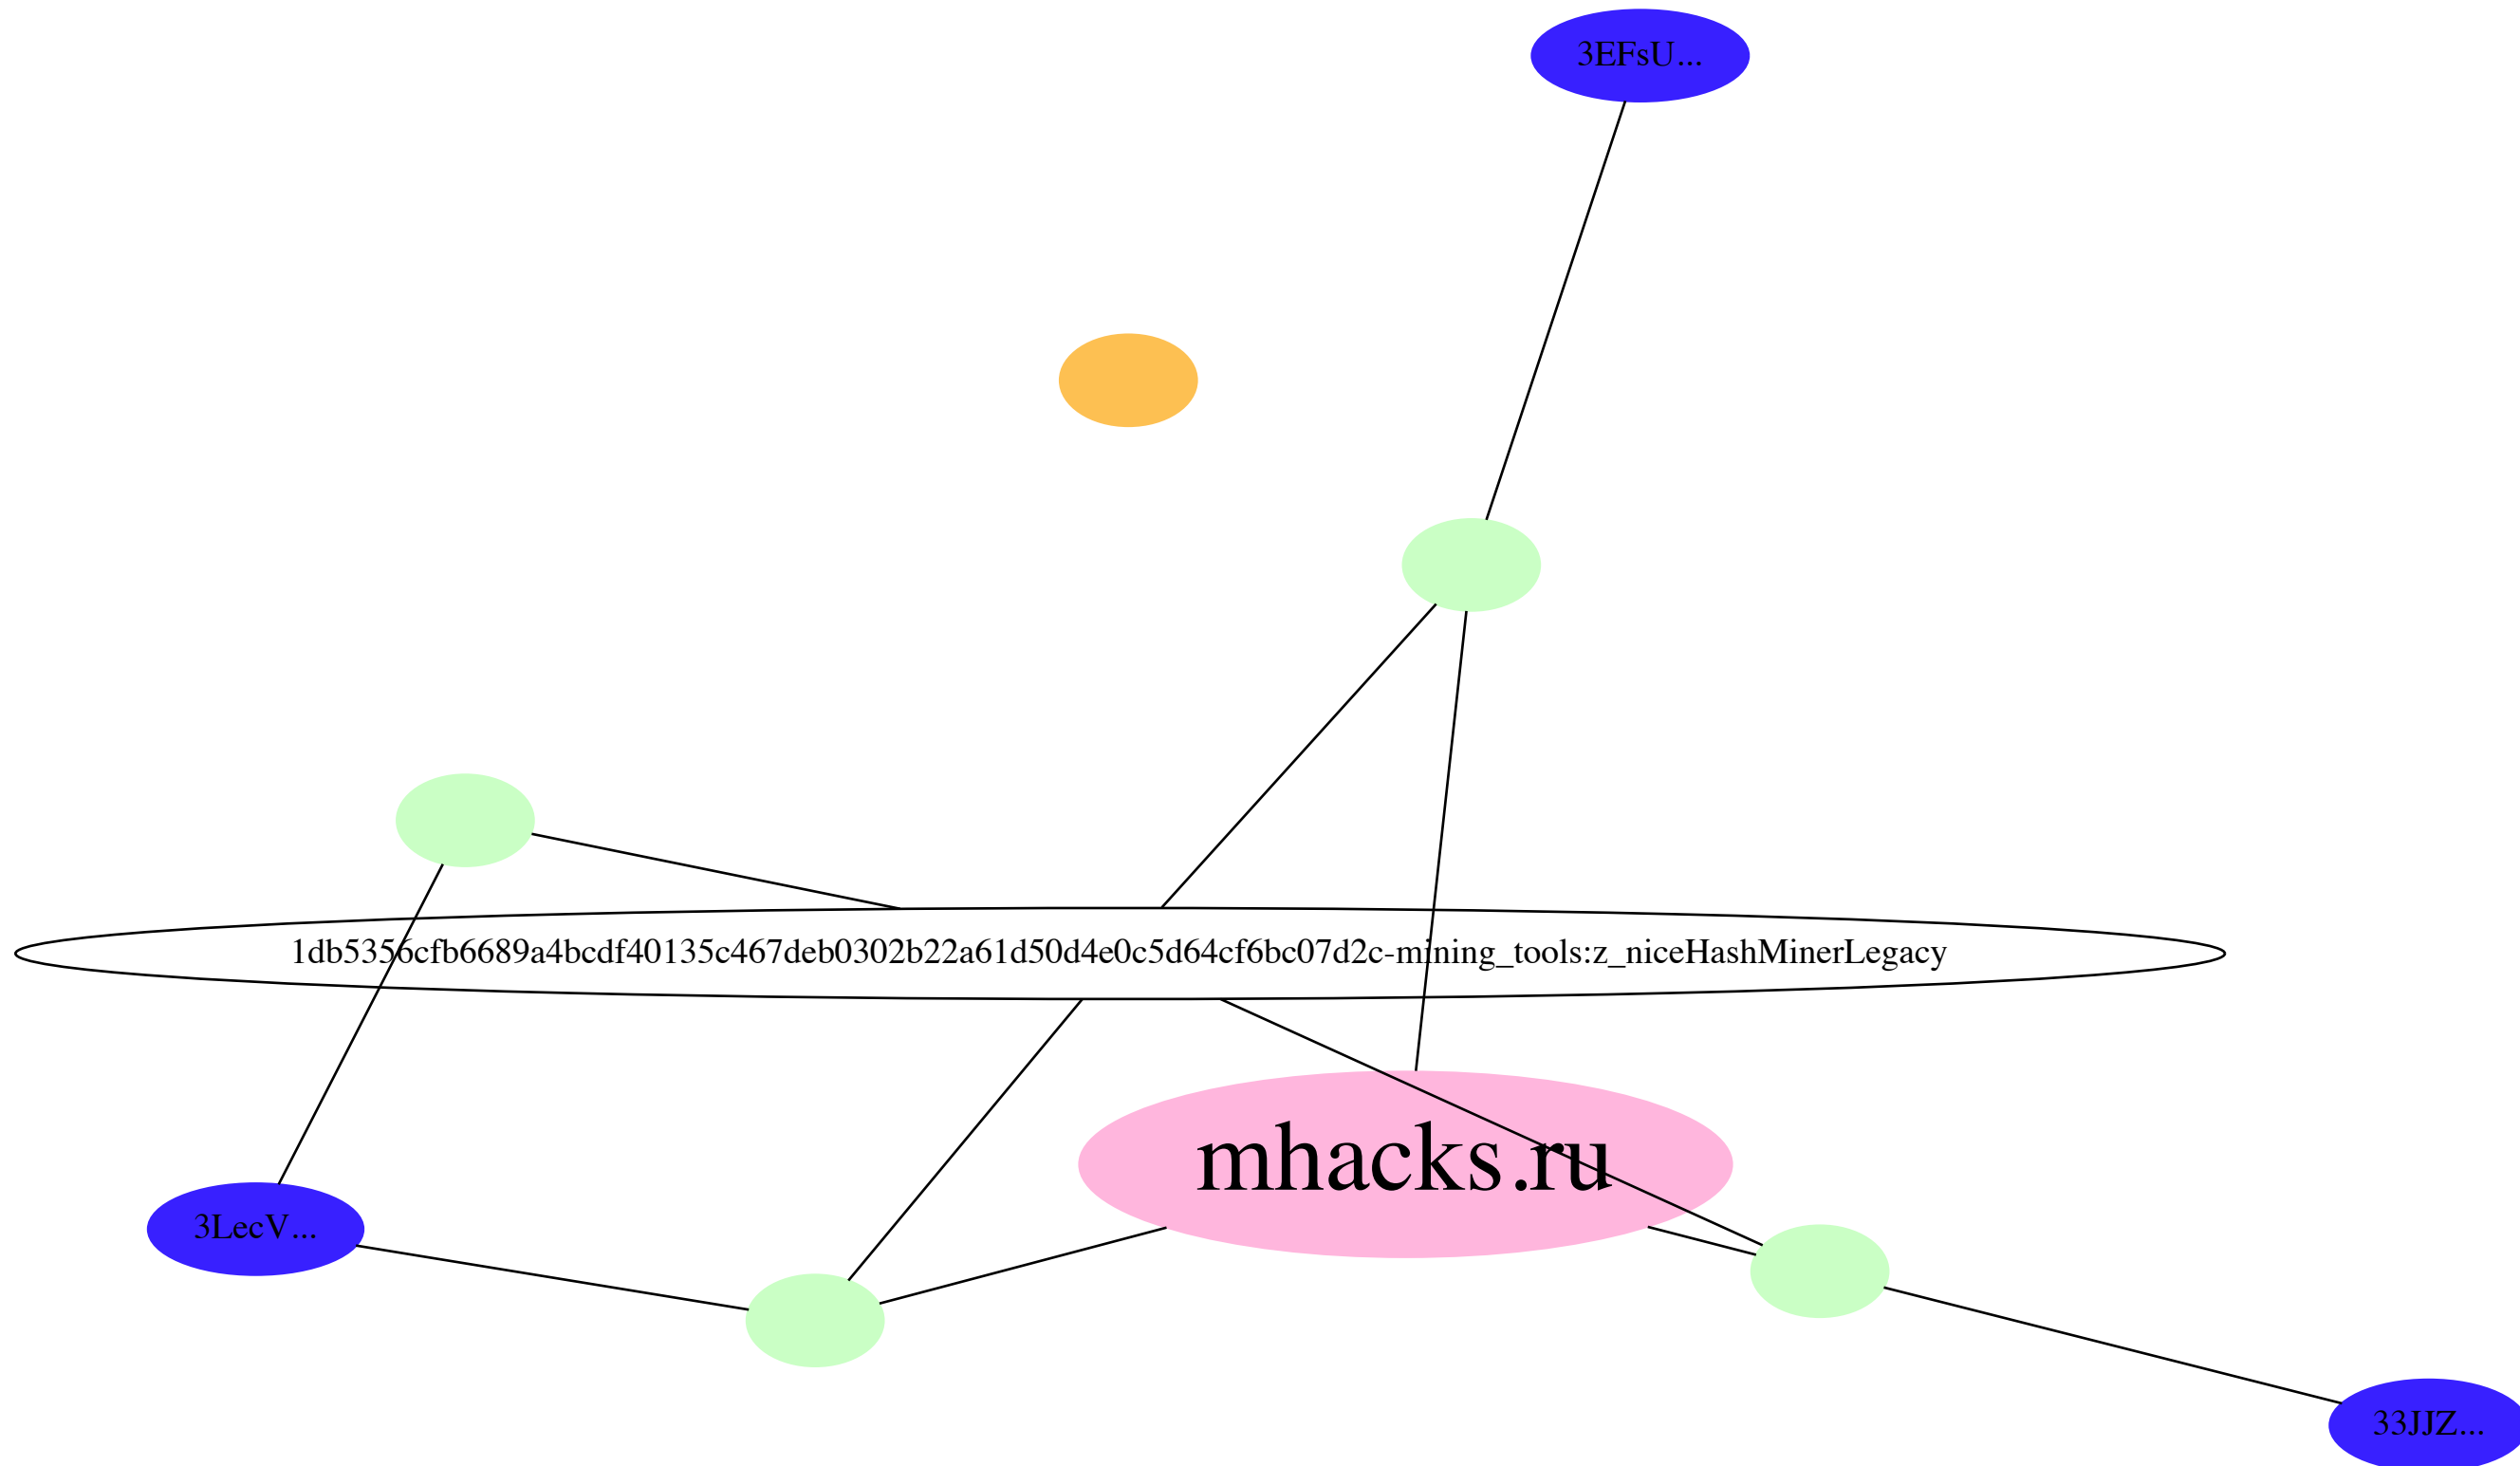 3EFsU...
1db5356cfb6689a4bcdf40135c467deb0302b22a61d50d4e0c5d64cf6bc07d2c-mining_tools:z_niceHashMinerLegacy
mhacks.ru
3LecV...
33JJZ...